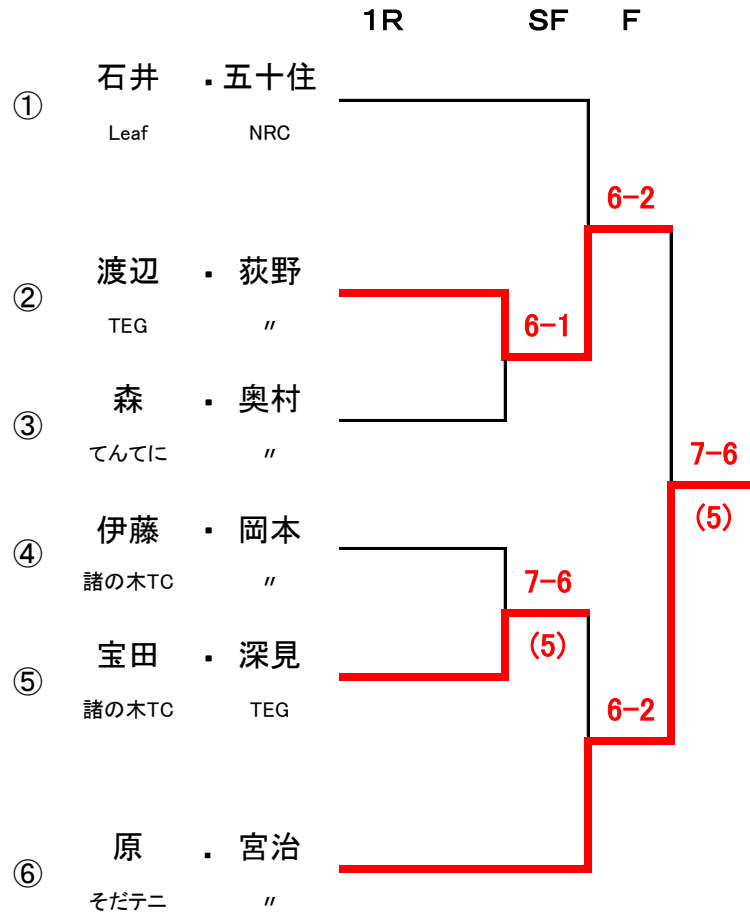 1R SF F
① 石井 ・ 五十住
Leaf NRC
6-2
② 渡辺 ・ 荻野
TEG 〃
6-1
③ 森 ・ 奥村
てんてに 〃
7-6
(5)
④ 伊藤 ・ 岡本
諸の木TC 〃
7-6
(5)
⑤ 宝田 ・ 深見
諸の木TC TEG
6-2
⑥ 原 ・ 宮治
そだテニ 〃